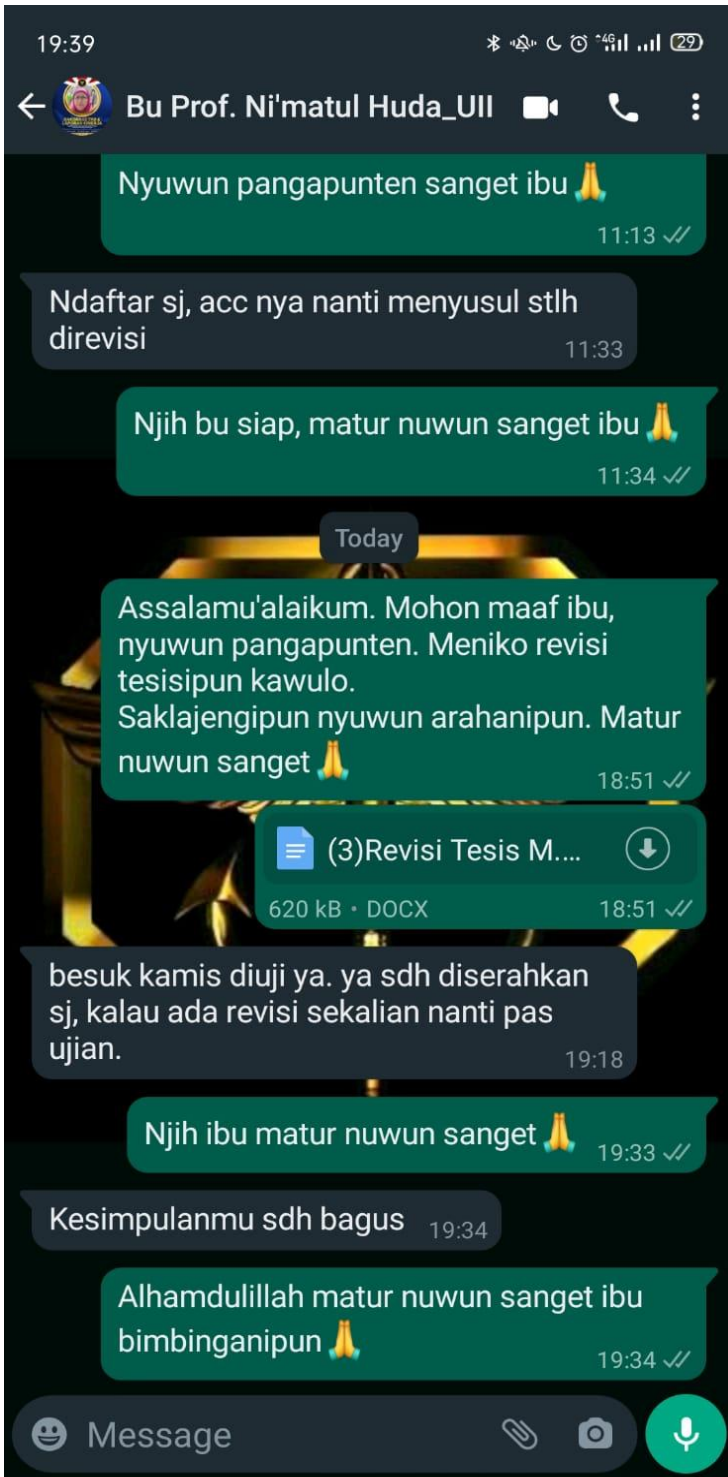 19:39
4G 29
Bu Prof. Ni'matul Huda_UII
Nyuwun pangapunten sanget ibu🙏
11:13
Ndaftar sj, acc nya nanti menyusul stlh
direvisi
11:33
Njih bu siap, matur nuwun sanget ibu🙏
11:34
Today
Assalamu'alaikum. Mohon maaf ibu,
nyuwun pangapunten. Meniko revisi
tesisipun kawulo.
Saklajengipun nyuwun arahanipun. Matur
nuwun sanget🙏
18:51
(3)Revisi Tesis M....
620 kB • DOCX 18:51
besuk kamis diuji ya. ya sdh diserahkan
sj, kalau ada revisi sekalian nanti pas
ujian.
19:18
Njih ibu matur nuwun sanget🙏 19:33
Kesimpulanmu sdh bagus 19:34
Alhamdulillah matur nuwun sanget ibu
bimbinganipun🙏
19:34
Message